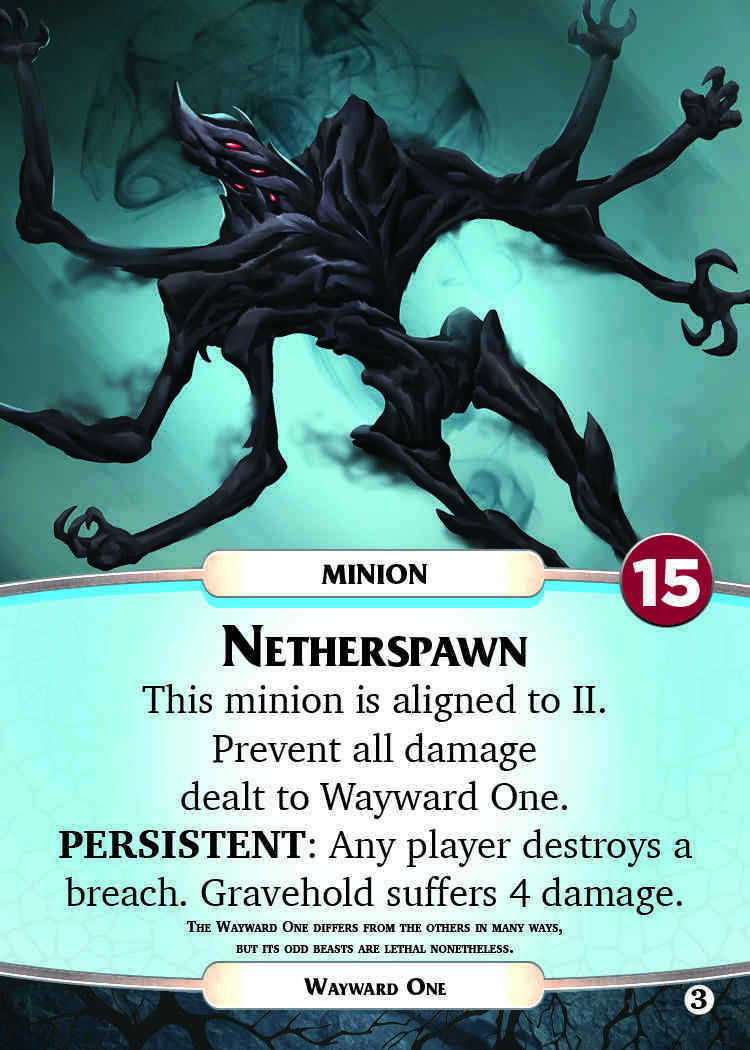 MINION
15
NETHERSPAWN
This minion is aligned to II.
Prevent all damage
dealt to Wayward One.
PERSISTENT: Any player destroys a
breach. Gravehold suffers 4 damage.
The Wayward One differs from the others in many ways,
but its odd beasts are lethal nonetheless.
Wayward One
3